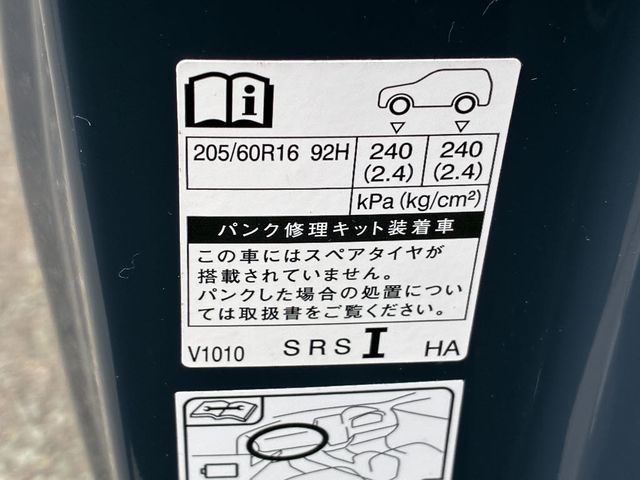 205/60R16 92H 240 (2.4) 240 (2.4)
kPa(kg/cm²)
パンク修理キット装着車
この車にはスペアタイヤが
搭載されていません。
パンクした場合の処置につい
ては取扱書をご覧ください。
V1010 SRS I HA